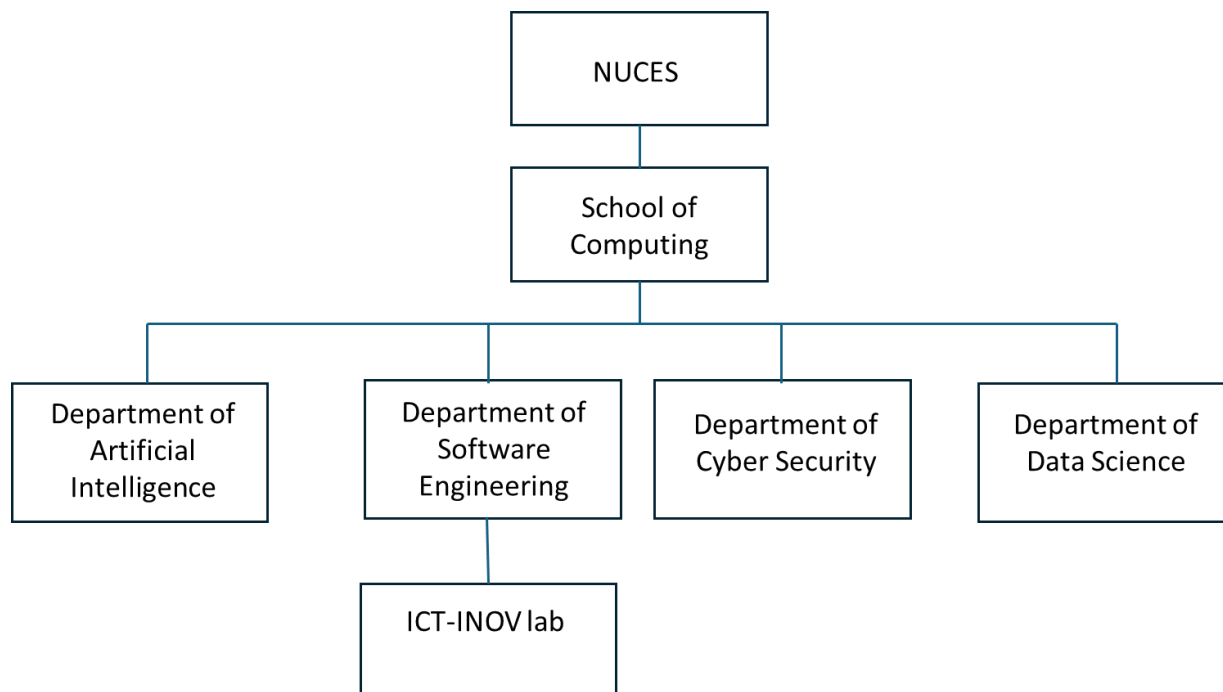 NUCES
School of
Computing
Department of
Artificial
Intelligence
Department of
Software
Engineering
Department of
Cyber Security
Department of
Data Science
ICT-INOV lab